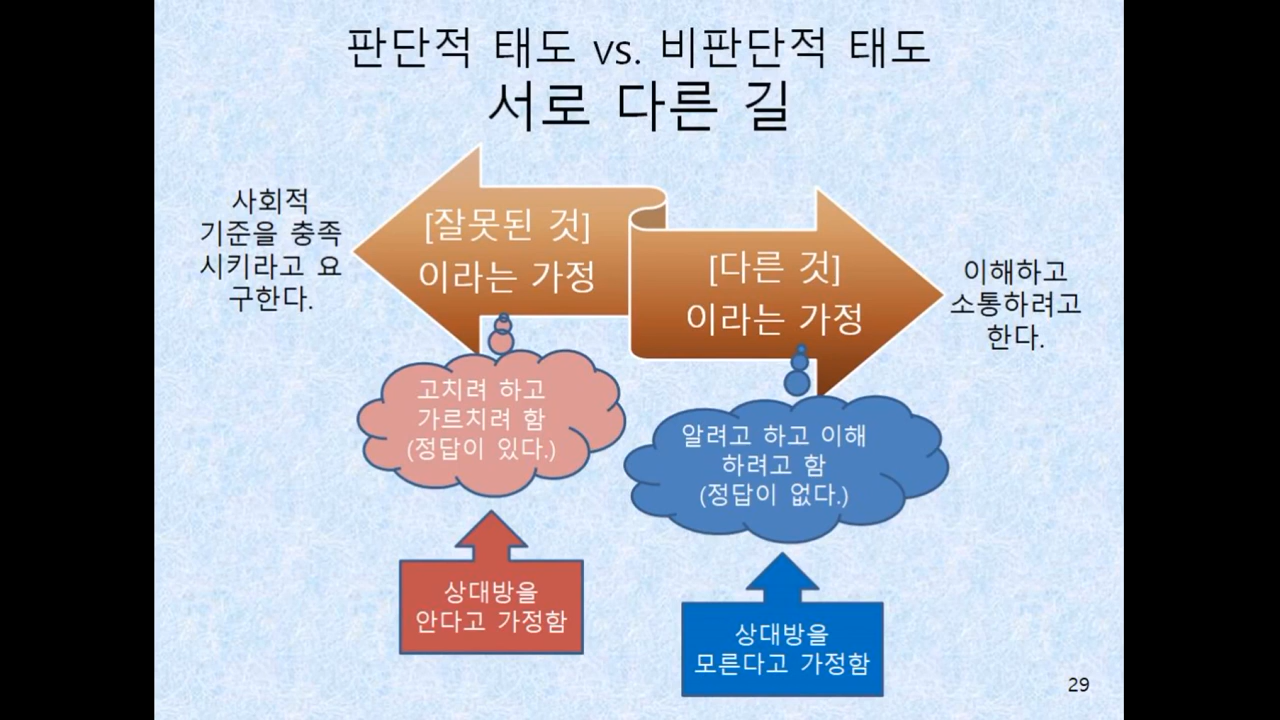 판단적 태도 vs. 비판단적 태도
서로 다른 길
사회적
기준을 충족
시키라고 요
구한다.
[잘못된 것]
이라는 가정
[다른 것]
이라는 가정
이해하고
소통하려고
한다.
고치려 하고
가르치려 함
(정답이 있다.)
알려고 하고 이해
하려고 함
(정답이 없다.)
상대방을
안다고 가정함
상대방을
모른다고 가정함
29